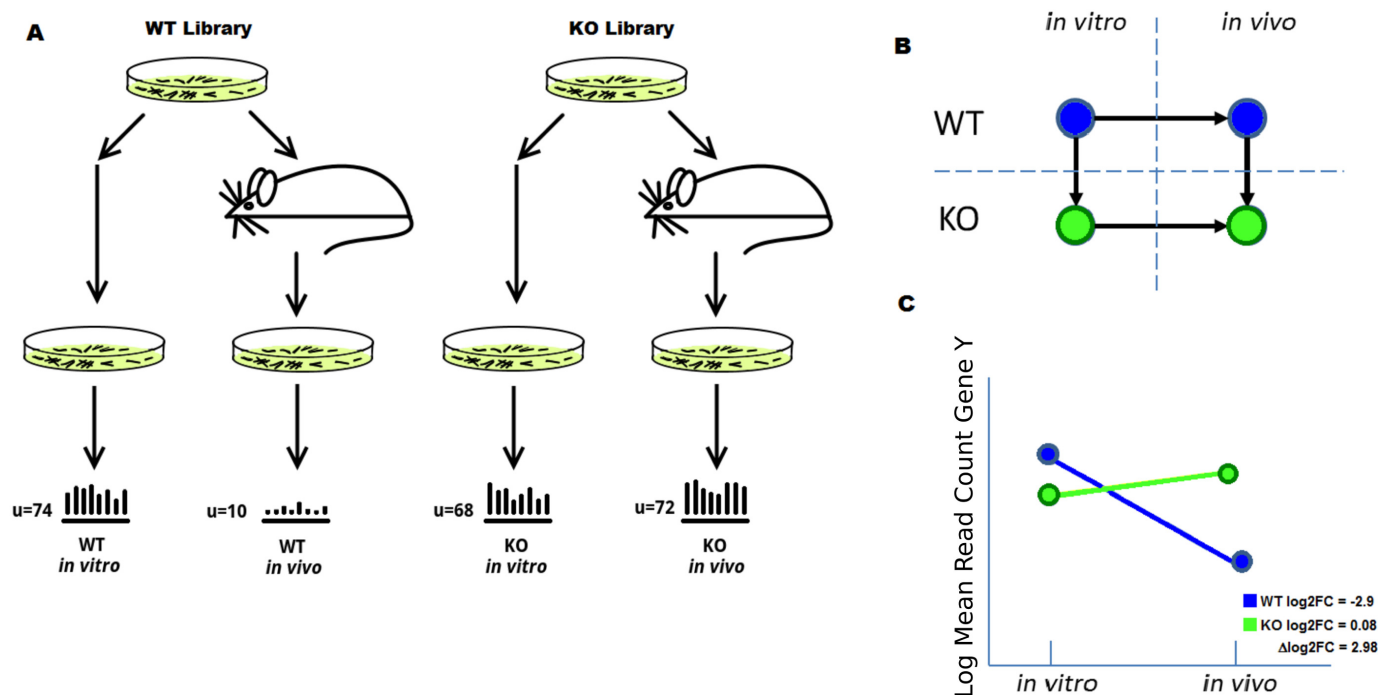 A
WT Library
KO Library
u=74
u=10
u=68
u=72
WT
in vitro
WT
in vivo
KO
in vitro
KO
in vivo
B
in vitro
in vivo
WT
KO
C
Log Mean Read Count Gene Y
WT log2FC = -2.9
KO log2FC = 0.08
Δlog2FC = 2.98
in vitro
in vivo